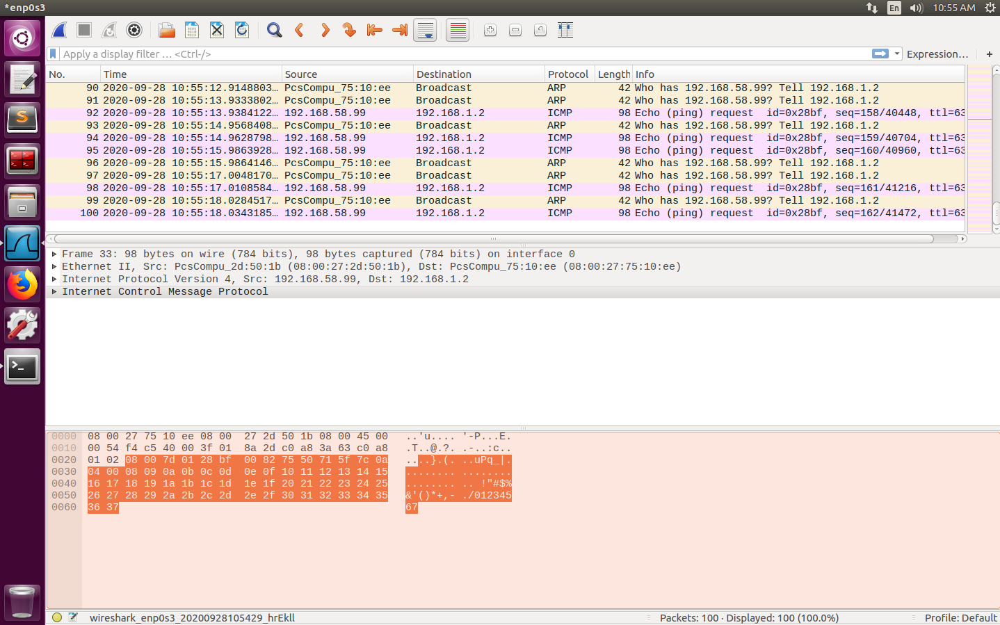 *enp0s3
En
10:55 AM
Apply a display filter … <Ctrl-/>
Expression…
+
No. Time Source Destination Protocol Length Info
90 2020-09-28 10:55:12.9148803… PcsCompu_75:10:ee Broadcast ARP 42 Who has 192.168.58.99? Tell 192.168.1.2
91 2020-09-28 10:55:13.9333802… PcsCompu_75:10:ee Broadcast ARP 42 Who has 192.168.58.99? Tell 192.168.1.2
92 2020-09-28 10:55:13.9384122… 192.168.58.99 192.168.1.2 ICMP 98 Echo (ping) request id=0x28bf, seq=158/40448, ttl=63
93 2020-09-28 10:55:14.9568408… PcsCompu_75:10:ee Broadcast ARP 42 Who has 192.168.58.99? Tell 192.168.1.2
94 2020-09-28 10:55:14.9628798… 192.168.58.99 192.168.1.2 ICMP 98 Echo (ping) request id=0x28bf, seq=159/40704, ttl=63
95 2020-09-28 10:55:15.9863928… 192.168.58.99 192.168.1.2 ICMP 98 Echo (ping) request id=0x28bf, seq=160/40960, ttl=63
96 2020-09-28 10:55:15.9864146… PcsCompu_75:10:ee Broadcast ARP 42 Who has 192.168.58.99? Tell 192.168.1.2
97 2020-09-28 10:55:17.0048170… PcsCompu_75:10:ee Broadcast ARP 42 Who has 192.168.58.99? Tell 192.168.1.2
98 2020-09-28 10:55:17.0108584… 192.168.58.99 192.168.1.2 ICMP 98 Echo (ping) request id=0x28bf, seq=161/41216, ttl=63
99 2020-09-28 10:55:18.0284517… PcsCompu_75:10:ee Broadcast ARP 42 Who has 192.168.58.99? Tell 192.168.1.2
100 2020-09-28 10:55:18.0343185… 192.168.58.99 192.168.1.2 ICMP 98 Echo (ping) request id=0x28bf, seq=162/41472, ttl=63
Frame 33: 98 bytes on wire (784 bits), 98 bytes captured (784 bits) on interface 0
Ethernet II, Src: PcsCompu_2d:50:1b (08:00:27:2d:50:1b), Dst: PcsCompu_75:10:ee (08:00:27:75:10:ee)
Internet Protocol Version 4, Src: 192.168.58.99, Dst: 192.168.1.2
Internet Control Message Protocol
0000 08 00 27 75 10 ee 08 00 27 2d 50 1b 08 00 45 00 ..'u.... '-P...E.
0010 00 54 f4 c5 40 00 3f 01 8a 2d c0 a8 3a 63 c0 a8 .T..@.?. .-..:c..
0020 01 02 08 00 7d 01 28 bf 00 82 75 50 71 5f 7c 0a ....}.(. ..uPq_|.
0030 04 00 08 09 0a 0b 0c 0d 0e 0f 10 11 12 13 14 15 ........ ........
0040 16 17 18 19 1a 1b 1c 1d 1e 1f 20 21 22 23 24 25 ........ .. !"#$%
0050 26 27 28 29 2a 2b 2c 2d 2e 2f 30 31 32 33 34 35 &'()*+,- ./012345
0060 36 37 67
wireshark_enp0s3_20200928105429_hrEkll
Packets: 100 · Displayed: 100 (100.0%)
Profile: Default